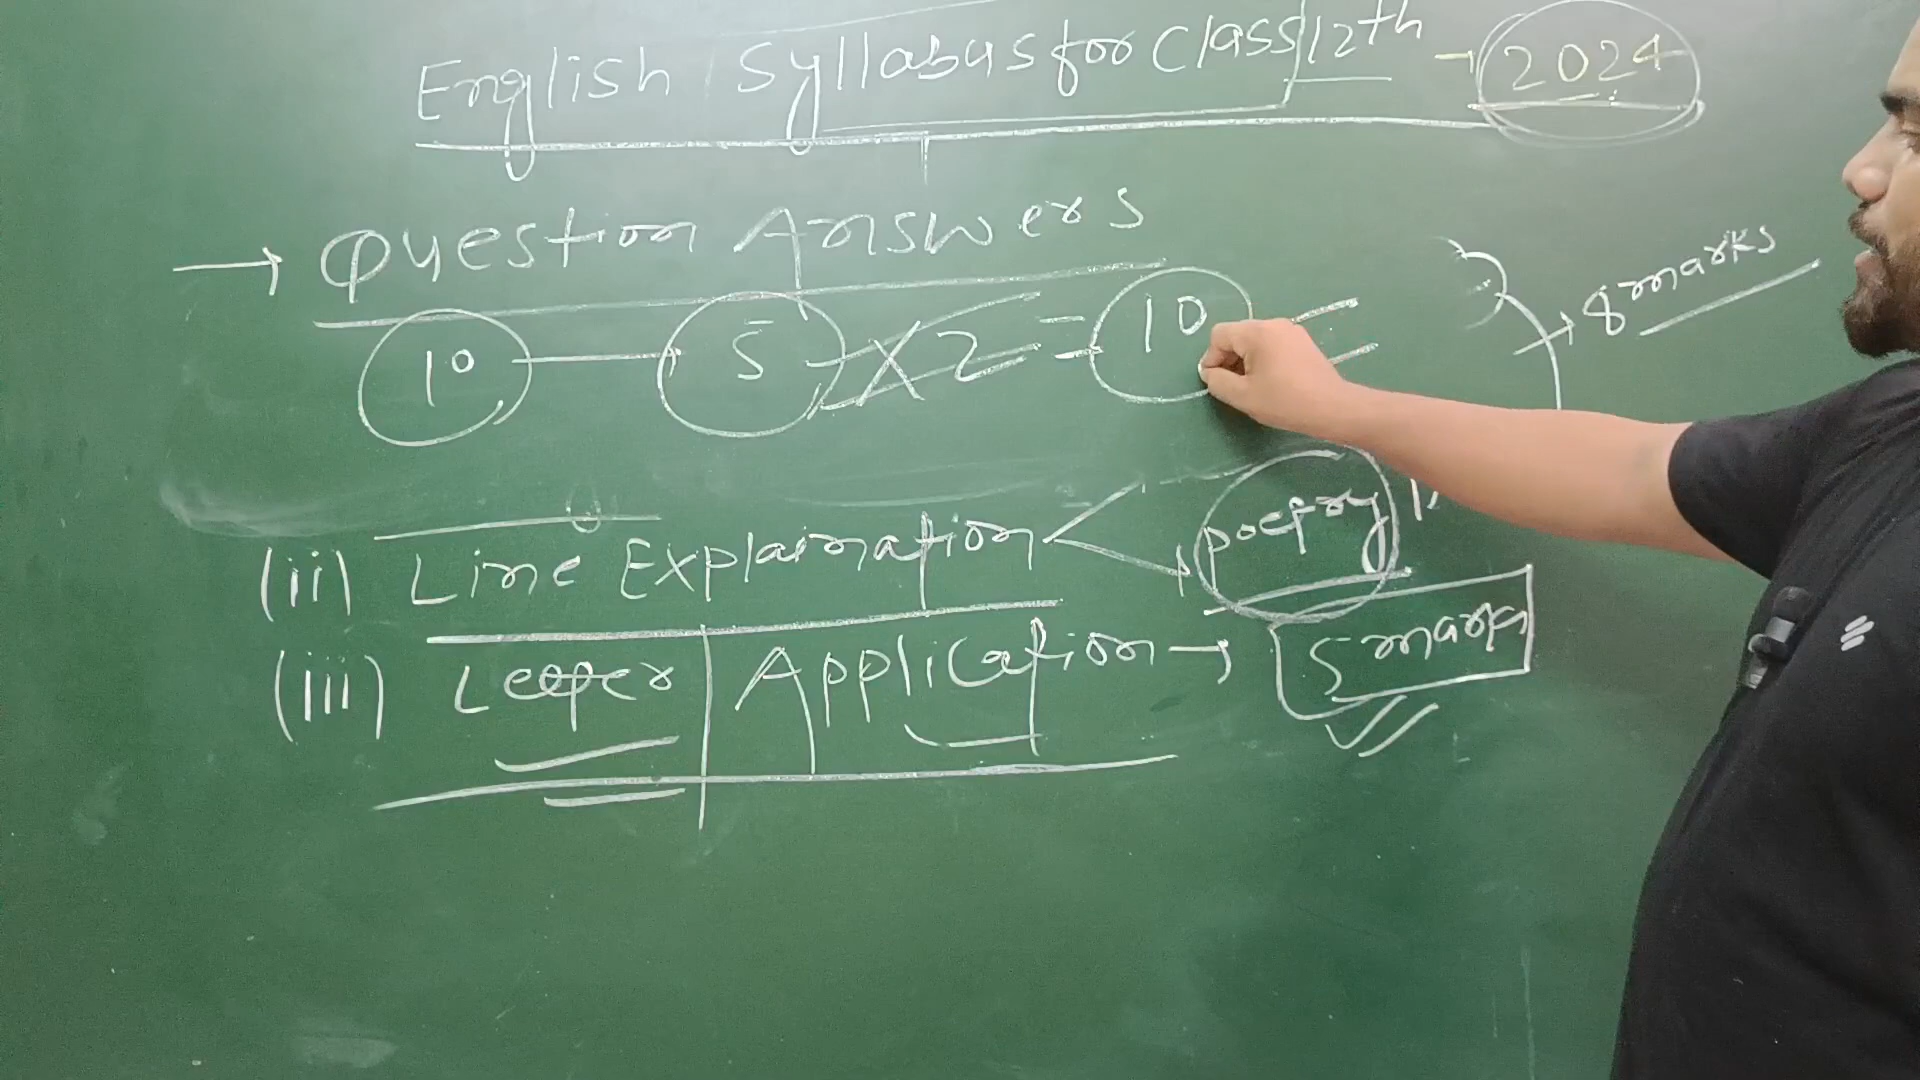 English Syllabus for Class 12th → 2024
→ Question Answers
10 → 5 X 2 = 10 =
→ 8 marks
(ii) Line Explaination < poetry
(iii) Letter | Application → 5 marks